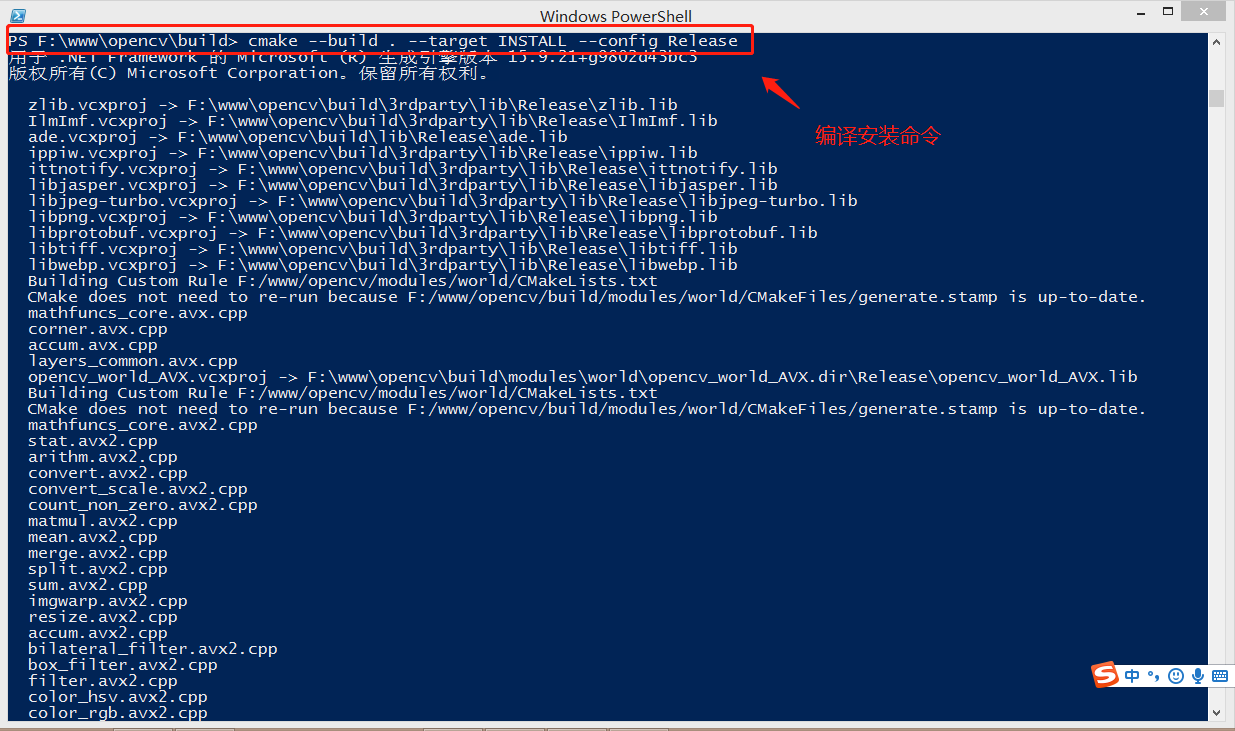 Windows PowerShell
PS F:\www\opencv\build> cmake --build . --target INSTALL --config Release
用于 .NET Framework 的 Microsoft (R) 生成引擎版本 15.9.21+g9802d43bc3
版权所有(C) Microsoft Corporation。保留所有权利。
zlib.vcxproj -> F:\www\opencv\build\3rdparty\lib\Release\zlib.lib
IlmImf.vcxproj -> F:\www\opencv\build\3rdparty\lib\Release\IlmImf.lib
编译安装命令
ade.vcxproj -> F:\www\opencv\build\lib\Release\ade.lib
ippiw.vcxproj -> F:\www\opencv\build\3rdparty\lib\Release\ippiw.lib
ittnotify.vcxproj -> F:\www\opencv\build\3rdparty\lib\Release\ittnotify.lib
libjasper.vcxproj -> F:\www\opencv\build\3rdparty\lib\Release\libjasper.lib
libjpeg-turbo.vcxproj -> F:\www\opencv\build\3rdparty\lib\Release\libjpeg-turbo.lib
libpng.vcxproj -> F:\www\opencv\build\3rdparty\lib\Release\libpng.lib
libprotobuf.vcxproj -> F:\www\opencv\build\3rdparty\lib\Release\libprotobuf.lib
libtiff.vcxproj -> F:\www\opencv\build\3rdparty\lib\Release\libtiff.lib
libwebp.vcxproj -> F:\www\opencv\build\3rdparty\lib\Release\libwebp.lib
Building Custom Rule F:/www/opencv/modules/world/CMakeLists.txt
CMake does not need to re-run because F:/www/opencv/build/modules/world/CMakeFiles/generate.stamp is up-to-date.
mathfuncs_core.avx.cpp
corner.avx.cpp
accum.avx.cpp
layers_common.avx.cpp
opencv_world_AVX.vcxproj -> F:\www\opencv\build\modules\world\opencv_world_AVX.dir\Release\opencv_world_AVX.lib
Building Custom Rule F:/www/opencv/modules/world/CMakeLists.txt
CMake does not need to re-run because F:/www/opencv/build/modules/world/CMakeFiles/generate.stamp is up-to-date.
mathfuncs_core.avx2.cpp
stat.avx2.cpp
arithm.avx2.cpp
convert.avx2.cpp
convert_scale.avx2.cpp
count_non_zero.avx2.cpp
matmul.avx2.cpp
mean.avx2.cpp
merge.avx2.cpp
split.avx2.cpp
sum.avx2.cpp
imgwarp.avx2.cpp
resize.avx2.cpp
accum.avx2.cpp
bilateral_filter.avx2.cpp
box_filter.avx2.cpp
filter.avx2.cpp
color_hsv.avx2.cpp
color_rgb.avx2.cpp
S 中